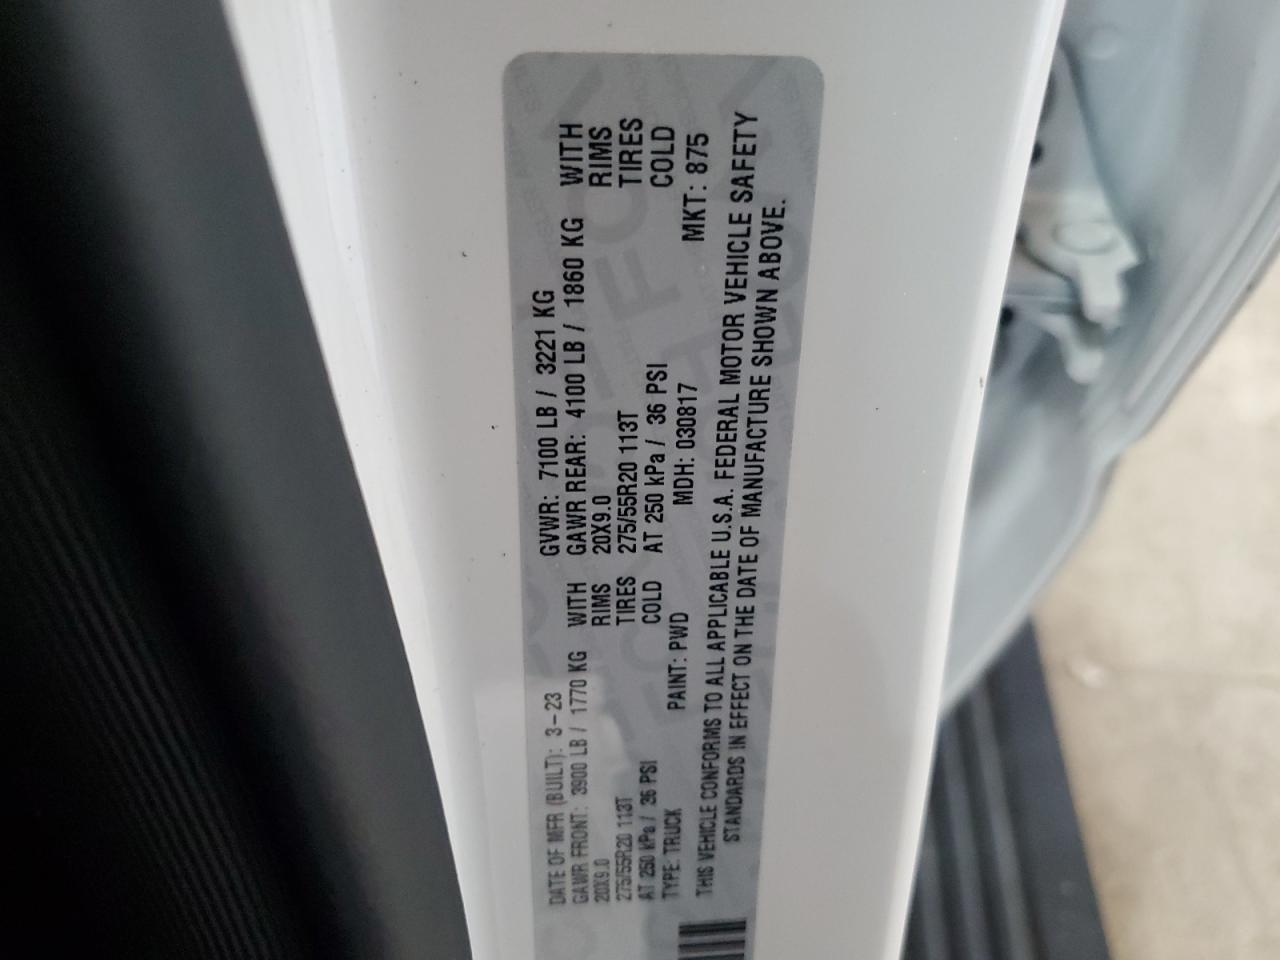 DATE OF MFR (BUILT): 3-23 GVWR: 7100 LB / 3221 KG
GAWR FRONT: 3900 LB / 1770 KG WITH GAWR REAR: 4100 LB / 1860 KG WITH
20X9.0 RIMS 20X9.0 RIMS
275/55R20 113T TIRES 275/55R20 113T TIRES
AT 250 kPa / 36 PSI COLD AT 250 kPa / 36 PSI COLD
TYPE: TRUCK PAINT: PWD MDH: 030817 MKT: 875
THIS VEHICLE CONFORMS TO ALL APPLICABLE U.S.A. FEDERAL MOTOR VEHICLE SAFETY
STANDARDS IN EFFECT ON THE DATE OF MANUFACTURE SHOWN ABOVE.